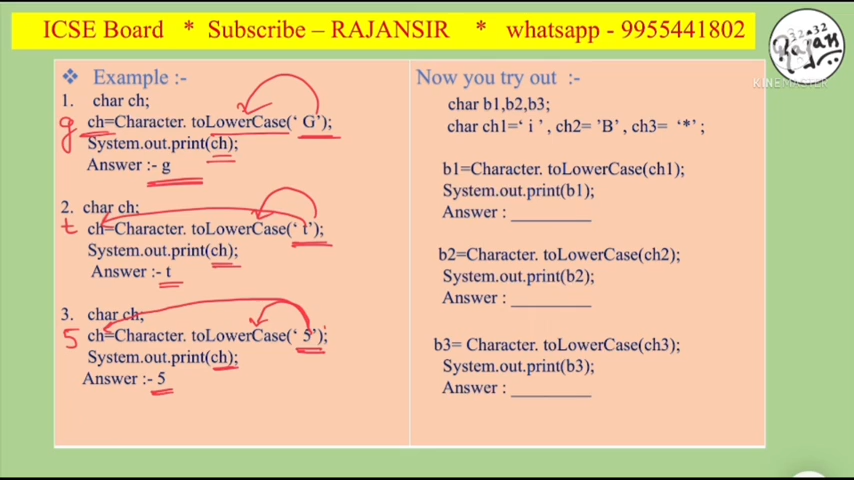 ICSE Board * Subscribe – RAJANSIR * whatsapp - 9955441802
32 32
Rajan
KINEMASTER
❖ Example :-
1. char ch;
g ch=Character. toLowerCase(‘ G’);
System.out.print(ch);
Answer :- g
2. char ch;
t ch=Character. toLowerCase(‘ t’);
System.out.print(ch);
Answer :- t
3. char ch;
5 ch=Character. toLowerCase(‘ 5’);
System.out.print(ch);
Answer :- 5
Now you try out :-
char b1,b2,b3;
char ch1=‘ i ’ , ch2= ’B’ , ch3= ‘*’ ;
b1=Character. toLowerCase(ch1);
System.out.print(b1);
Answer : _________
b2=Character. toLowerCase(ch2);
System.out.print(b2);
Answer : _________
b3= Character. toLowerCase(ch3);
System.out.print(b3);
Answer : _________